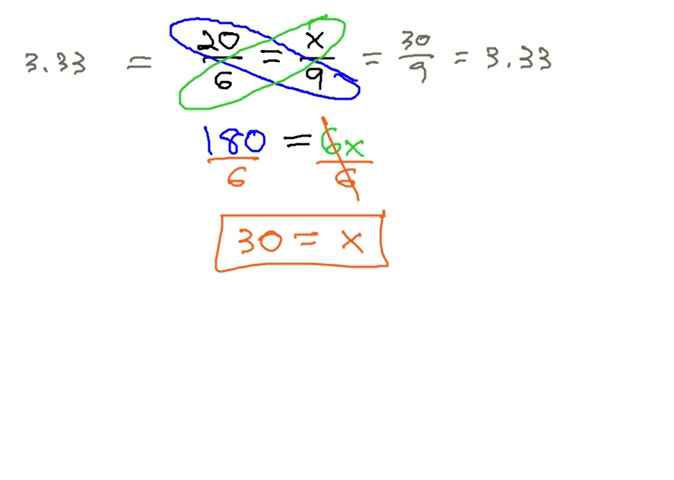 3.33 = 20/6 = x/9 = 30/9 = 3.33
180/6 = 6x/6
30 = x